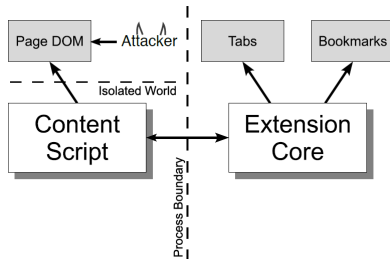 Page DOM
Attacker
Tabs
Bookmarks
Isolated World
Content
Script
Extension
Core
Process Boundary